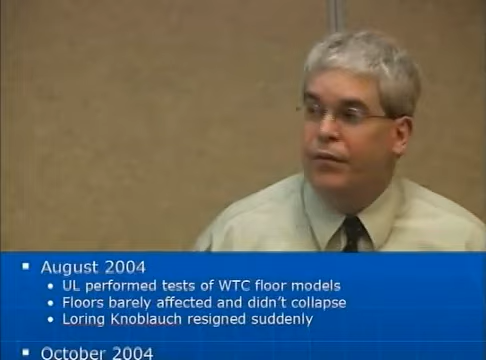 August 2004
UL performed tests of WTC floor models
Floors barely affected and didn't collapse
Loring Knoblauch resigned suddenly
October 2004